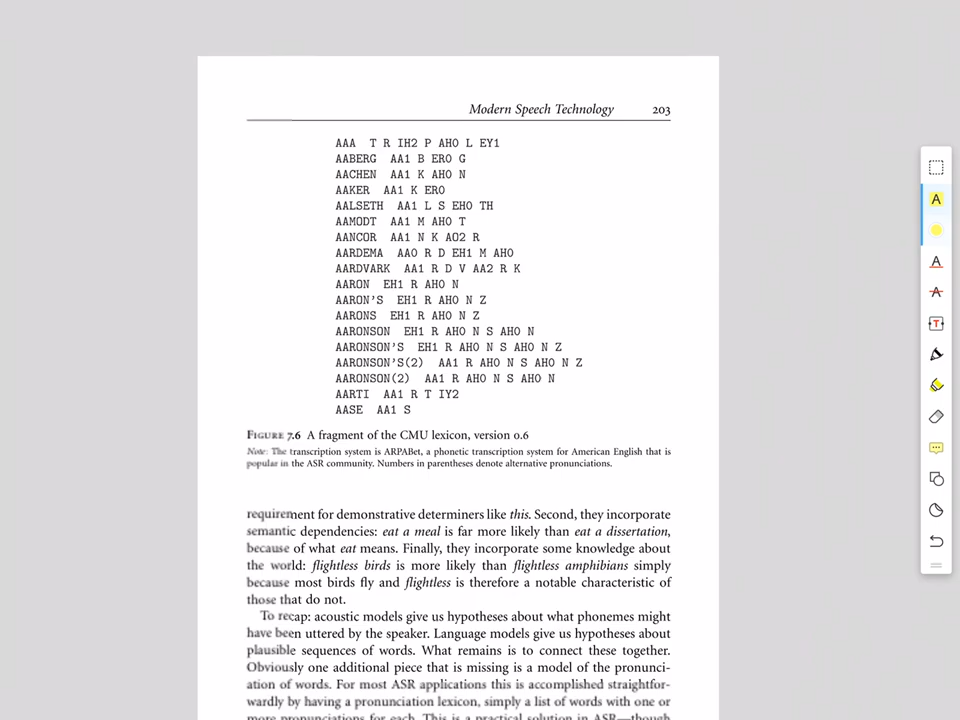 Modern Speech Technology 203
AAA T R IH2 P AH0 L EY1
AABERG AA1 B ER0 G
AACHEN AA1 K AH0 N
AAKER AA1 K ER0
AALSETH AA1 L S EH0 TH
AAMODT AA1 M AH0 T
AANCOR AA1 N K AO2 R
AARDEMA AA0 R D EH1 M AH0
AARDVARK AA1 R D V AA2 R K
AARON EH1 R AH0 N
AARON'S EH1 R AH0 N Z
AARONS EH1 R AH0 N Z
AARONSON EH1 R AH0 N S AH0 N
AARONSON'S EH1 R AH0 N S AH0 N Z
AARONSON'S(2) AA1 R AH0 N S AH0 N Z
AARONSON(2) AA1 R AH0 N S AH0 N
AARTI AA1 R T IY2
AASE AA1 S
FIGURE 7.6 A fragment of the CMU lexicon, version 0.6
Note: The transcription system is ARPABet, a phonetic transcription system for American English that is
popular in the ASR community. Numbers in parentheses denote alternative pronunciations.
requirement for demonstrative determiners like this. Second, they incorporate
semantic dependencies: eat a meal is far more likely than eat a dissertation,
because of what eat means. Finally, they incorporate some knowledge about
the world: flightless birds is more likely than flightless amphibians simply
because most birds fly and flightless is therefore a notable characteristic of
those that do not.
To recap: acoustic models give us hypotheses about what phonemes might
have been uttered by the speaker. Language models give us hypotheses about
plausible sequences of words. What remains is to connect these together.
Obviously one additional piece that is missing is a model of the pronunci-
ation of words. For most ASR applications this is accomplished straightfor-
wardly by having a pronunciation lexicon, simply a list of words with one or
more pronunciations for each. This is a practical solution in ASR—though
A
A
A
T